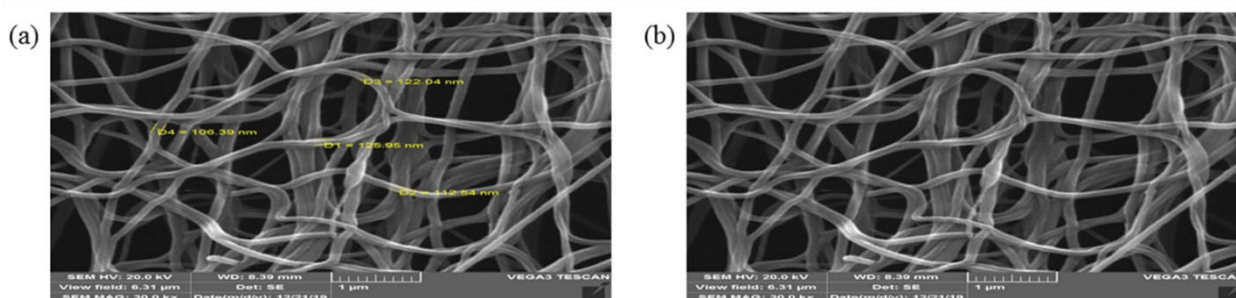 (a)
D3 = 122.04 nm
D4 = 106.39 nm
D1 = 125.95 nm
D2 = 112.54 nm
SEM HV: 20.0 kV WD: 8.39 mm VEGA3 TESCAN
View field: 6.31 µm Det: SE 1 µm
SEM MAG: 30.0 kx Date(m/d/y): 12/21/19
(b)
SEM HV: 20.0 kV WD: 8.39 mm VEGA3 TESCAN
View field: 6.31 µm Det: SE 1 µm
SEM MAG: 30.0 kx Date(m/d/y): 12/21/19